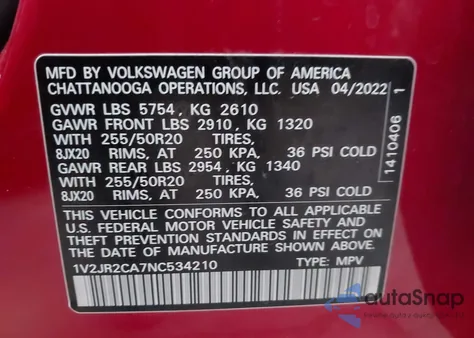 MFD BY VOLKSWAGEN GROUP OF AMERICA
CHATTANOOGA OPERATIONS, LLC. USA 04/2022
GVWR LBS 5754 , KG 2610
GAWR FRONT LBS 2910, KG 1320
WITH 255/50R20 TIRES,
8JX20 RIMS, AT 250 KPA, 36 PSI COLD
GAWR REAR LBS 2954 , KG 1340
WITH 255/50R20 TIRES,
8JX20 RIMS, AT 250 KPA, 36 PSI COLD
THIS VEHICLE CONFORMS TO ALL APPLICABLE
U.S. FEDERAL MOTOR VEHICLE SAFETY
STANDARDS IN EFFECT ON THE
DATE OF MANUFACTURE SHOWN ABOVE.
1V2JR2CA7NC534210 TYPE: MPV
1410406 1
autoSnap